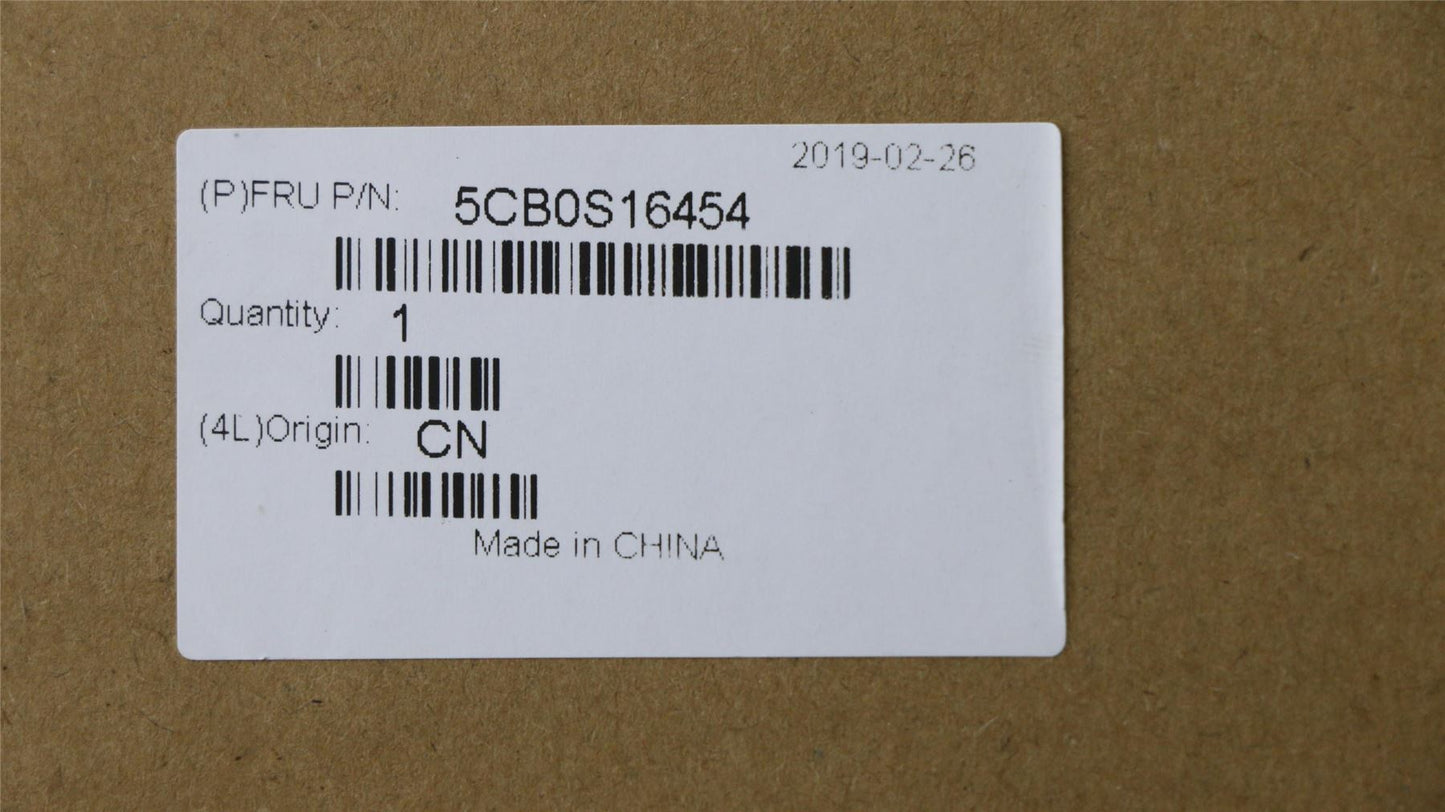 2019-02-26
(P)FRU P/N: 5CB0S16454
Quantity: 1
(4L)Origin: CN
Made in CHINA